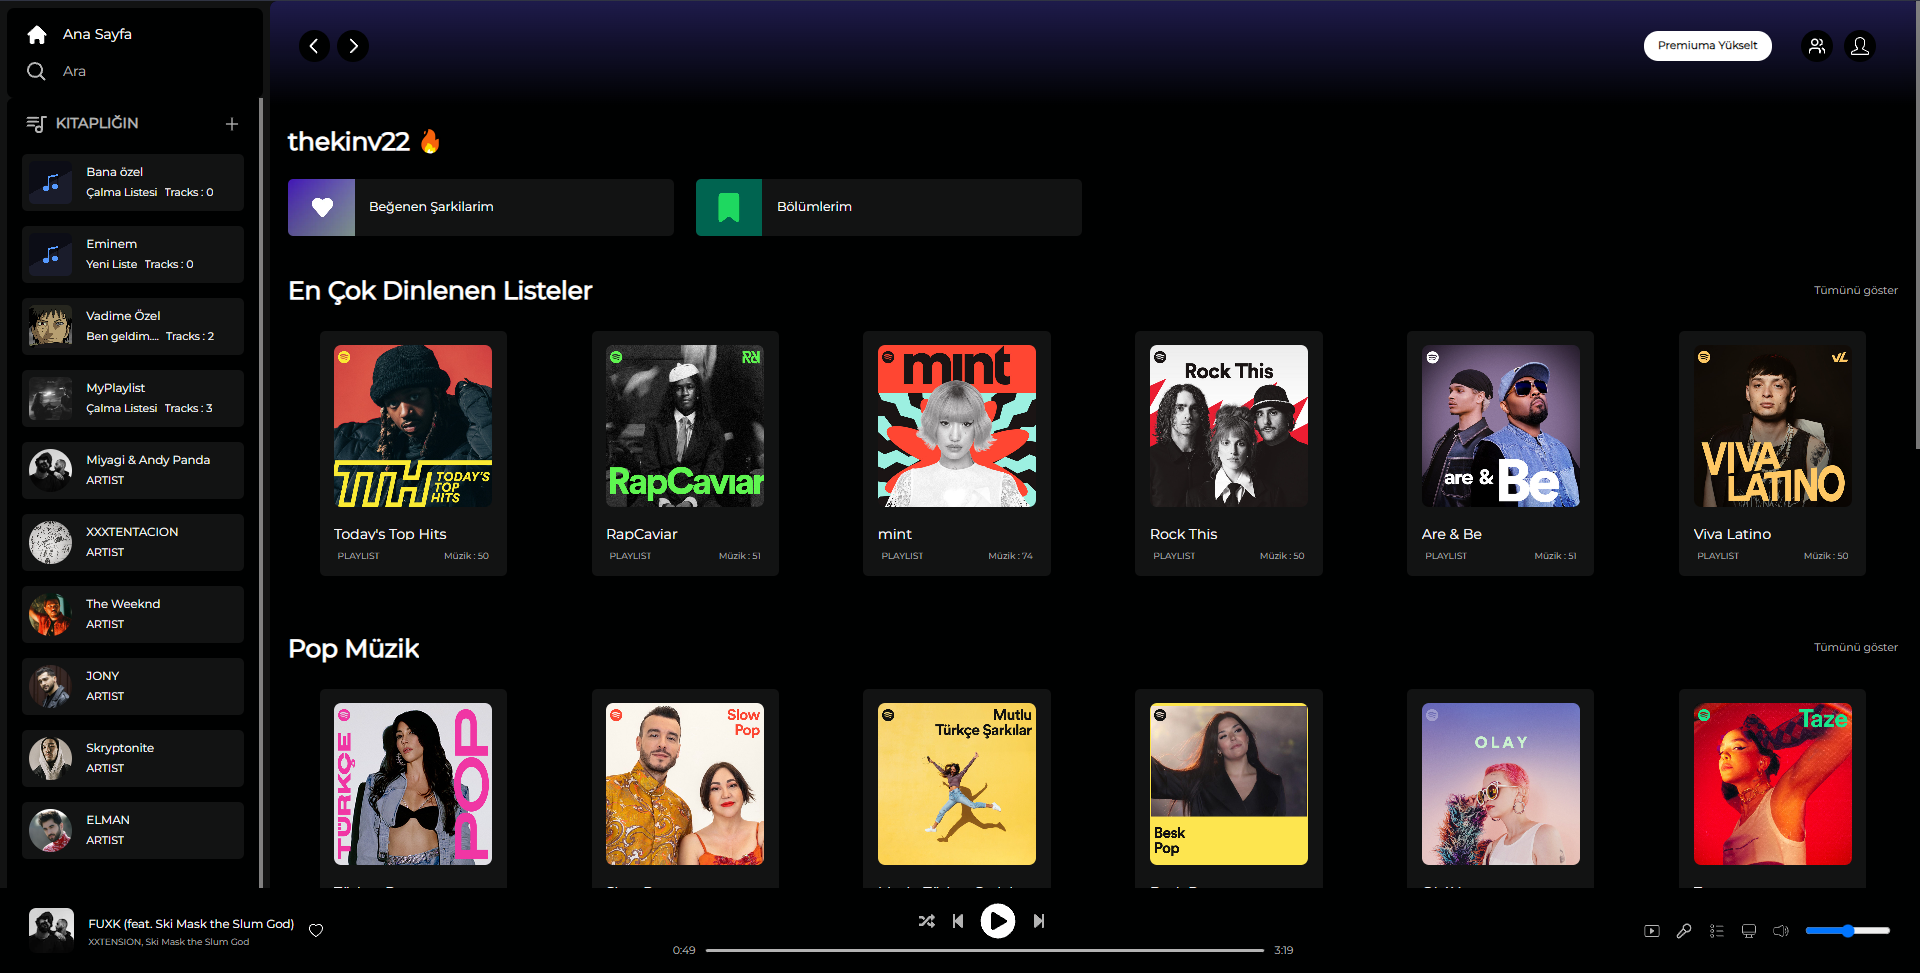 Ana Sayfa
Ara
KITAPLIĞIN
Bana özel
Çalma Listesi Tracks : 0
Eminem
Yeni Liste Tracks : 0
Vadime Özel
Ben geldim.... Tracks : 2
MyPlaylist
Çalma Listesi Tracks : 3
Miyagi & Andy Panda
ARTIST
XXXTENTACION
ARTIST
The Weeknd
ARTIST
JONY
ARTIST
Skryptonite
ARTIST
ELMAN
ARTIST
Premiuma Yükselt
thekinv22 🔥
Beğenen Şarkilarim
Bölümlerim
En Çok Dinlenen Listeler
Tümünü göster
TTH TODAY'S TOP HITS
Today's Top Hits
PLAYLIST Müzik : 50
RapCaviar
RapCaviar
PLAYLIST Müzik : 51
mint
mint
PLAYLIST Müzik : 74
Rock This
Rock This
PLAYLIST Müzik : 50
are & Be
Are & Be
PLAYLIST Müzik : 51
VL
VIVA
LATINO
Viva Latino
PLAYLIST Müzik : 50
Pop Müzik
Tümünü göster
TÜRKÇE POP
Slow
Pop
Mutlu
Türkçe Şarkılar
Besk
Pop
OLAY
Taze
FUXK (feat. Ski Mask the Slum God)
XXTENSION, Ski Mask the Slum God
0:49
3:19